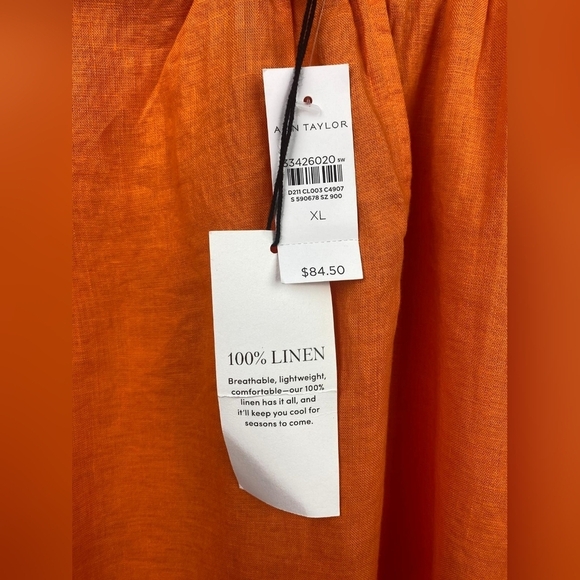 ANN TAYLOR
33426020 SW
D211 CL003 C4907
S 590678 SZ 900
XL
$84.50
100% LINEN
Breathable, lightweight,
comfortable—our 100%
linen has it all, and
it'll keep you cool for
seasons to come.